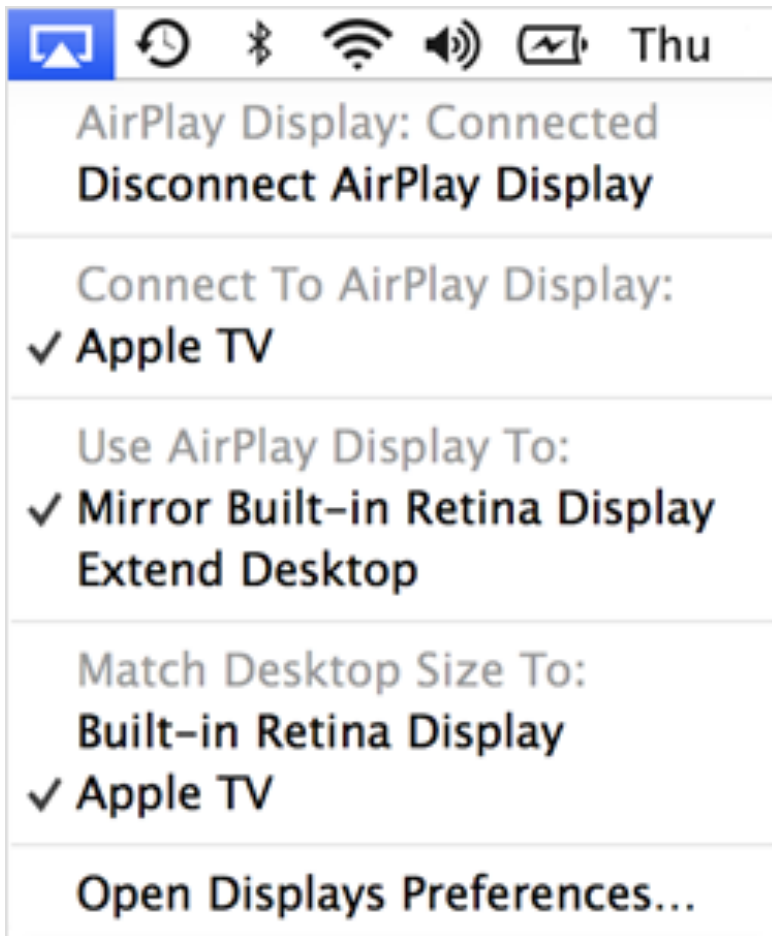 Thu
AirPlay Display: Connected
Disconnect AirPlay Display
Connect To AirPlay Display:
Apple TV
Use AirPlay Display To:
Mirror Built-in Retina Display
Extend Desktop
Match Desktop Size To:
Built-in Retina Display
Apple TV
Open Displays Preferences...